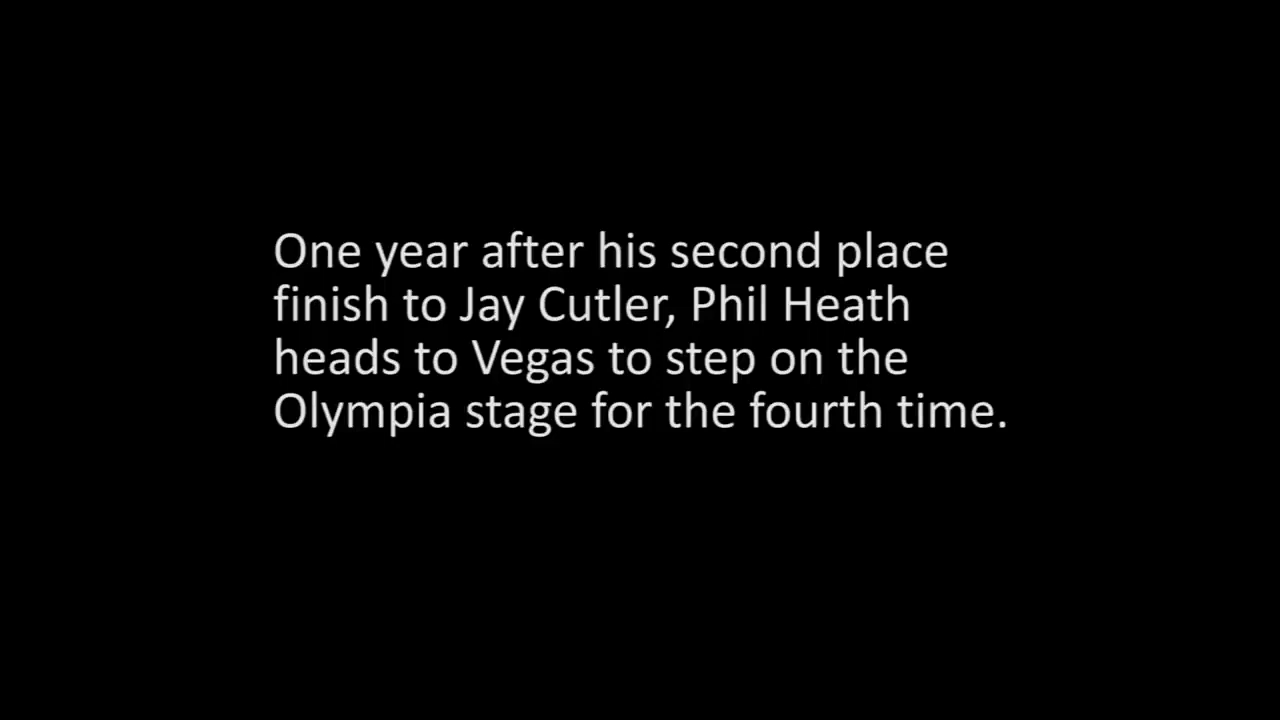 One year after his second place
finish to Jay Cutler, Phil Heath
heads to Vegas to step on the
Olympia stage for the fourth time.